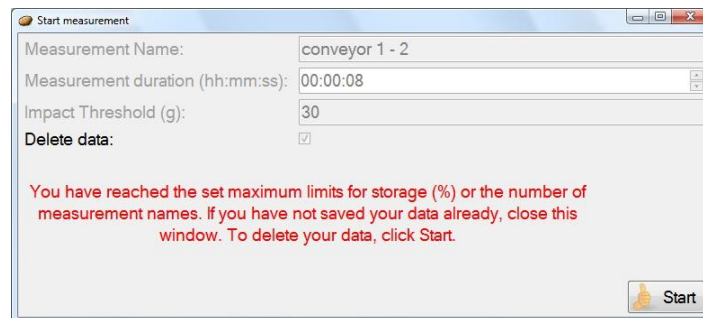 Start measurement
Measurement Name: conveyor 1 - 2
Measurement duration (hh:mm:ss): 00:00:08
Impact Threshold (g): 30
Delete data:
You have reached the set maximum limits for storage (%) or the number of
measurement names. If you have not saved your data already, close this
window. To delete your data, click Start.
Start